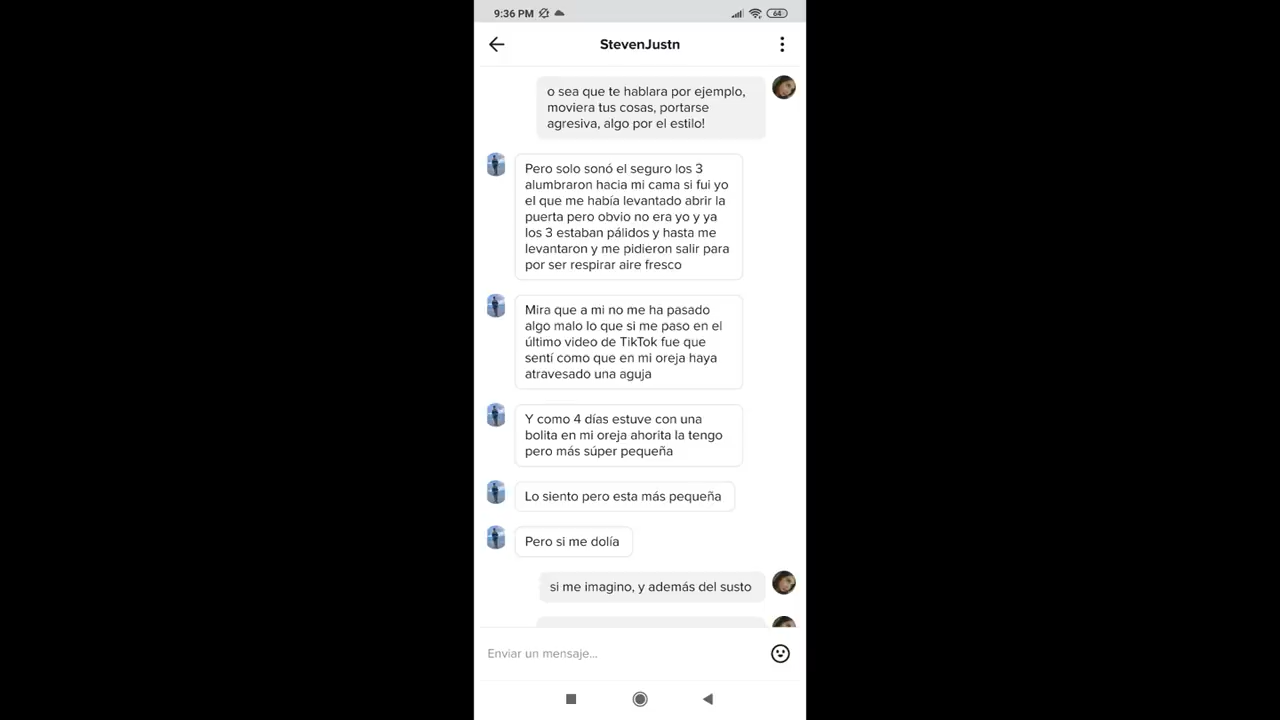 9:36 PM
64
StevenJustn
o sea que te hablara por ejemplo,
moviera tus cosas, portarse
agresiva, algo por el estilo!
Pero solo sonó el seguro los 3
alumbraron hacia mi cama si fui yo
el que me había levantado abrir la
puerta pero obvio no era yo y ya
los 3 estaban pálidos y hasta me
levantaron y me pidieron salir para
por ser respirar aire fresco
Mira que a mi no me ha pasado
algo malo lo que si me paso en el
último video de TikTok fue que
sentí como que en mi oreja haya
atravesado una aguja
Y como 4 días estuve con una
bolita en mi oreja ahorita la tengo
pero más súper pequeña
Lo siento pero esta más pequeña
Pero si me dolía
si me imagino, y además del susto
Enviar un mensaje...